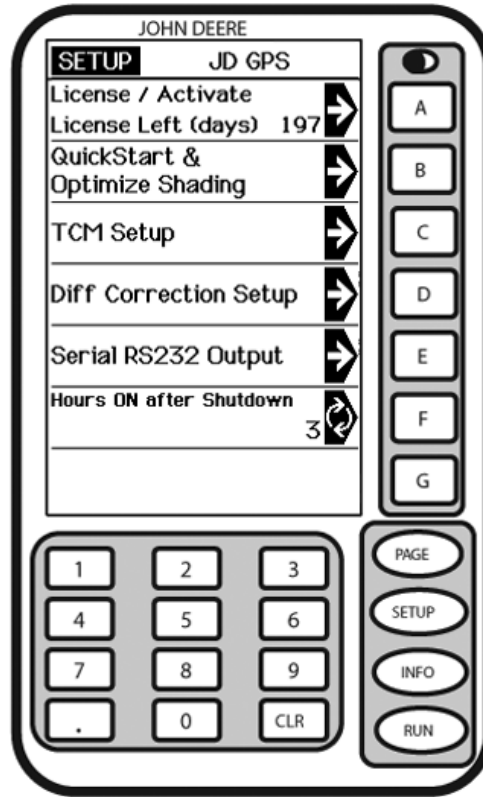 JOHN DEERE
SETUP JD GPS
License / Activate
License Left (days) 197
QuickStart &
Optimize Shading
TCM Setup
Diff Correction Setup
Serial RS232 Output
Hours ON after Shutdown
3
A
B
C
D
E
F
G
1 2 3
4 5 6
7 8 9
. 0 CLR
PAGE
SETUP
INFO
RUN